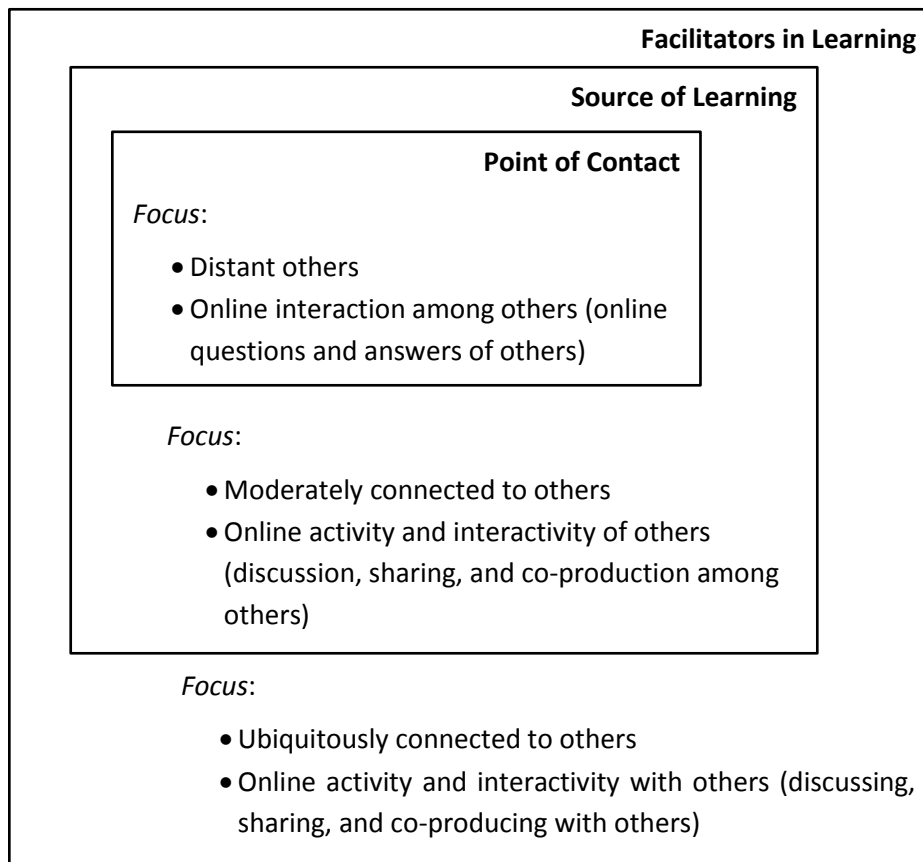 Facilitators in Learning
Source of Learning
Point of Contact
Focus:
• Distant others
• Online interaction among others (online
questions and answers of others)
Focus:
• Moderately connected to others
• Online activity and interactivity of others
(discussion, sharing, and co-production among
others)
Focus:
• Ubiquitously connected to others
• Online activity and interactivity with others (discussing,
sharing, and co-producing with others)